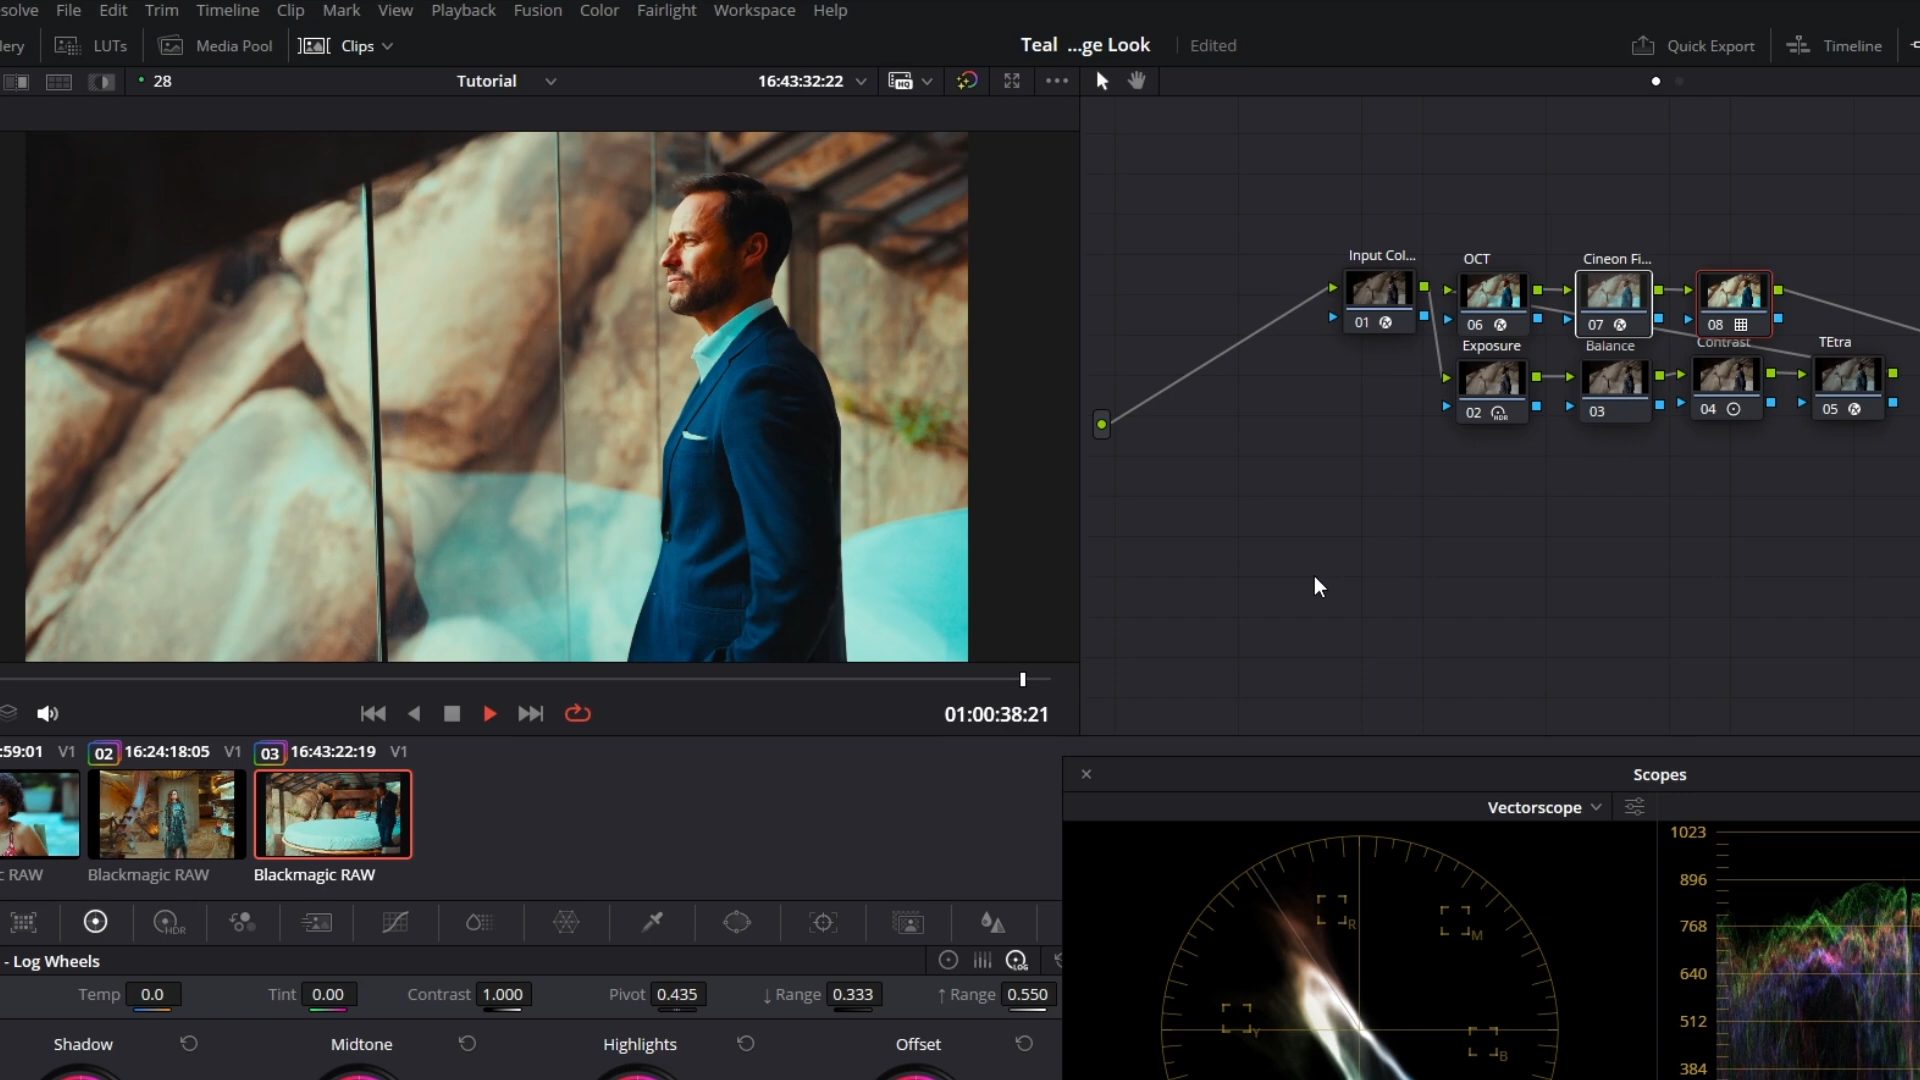 solve File Edit Trim Timeline Clip Mark View Playback Fusion Color Fairlight Workspace Help
lery LUTs Media Pool Clips Teal ...ge Look Edited Quick Export Timeline
28 Tutorial 16:43:32:22 HQ
Input Col... OCT Cineon Fi...
01 06 07 08
Exposure Balance Contrast TEtra
02 HDR 03 04 05
01:00:38:21
:59:01 V1 02 16:24:18:05 V1 03 16:43:22:19 V1
Scopes
Vectorscope
c RAW Blackmagic RAW Blackmagic RAW
HDR
- Log Wheels LOG
Temp 0.0 Tint 0.00 Contrast 1.000 Pivot 0.435 ↓ Range 0.333 ↑ Range 0.550
Shadow Midtone Highlights Offset
R M Y B
1023
896
768
640
512
384